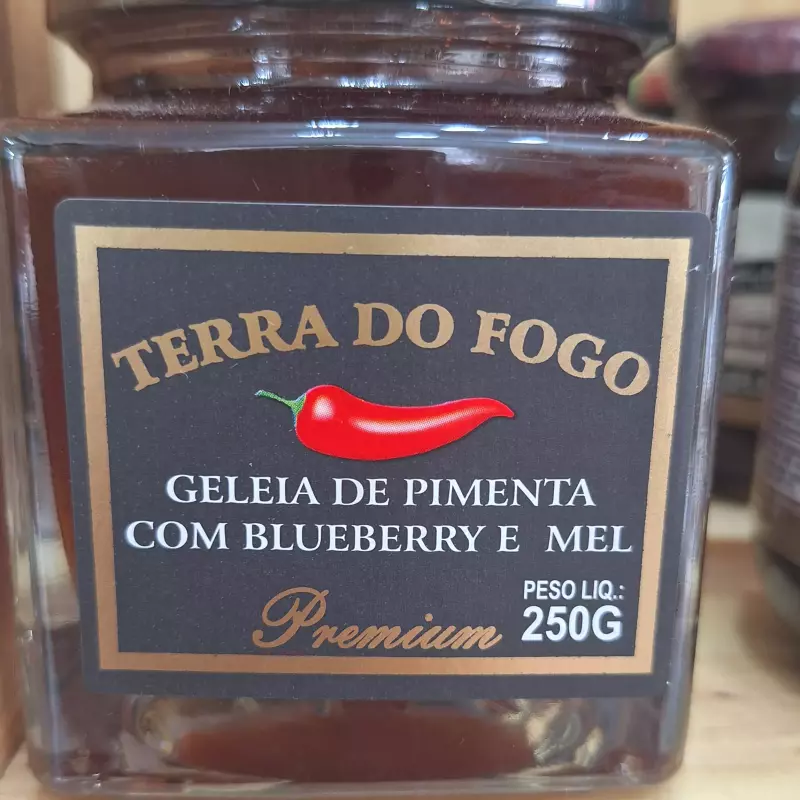 TERRA DO FOGO
GELEIA DE PIMENTA
COM BLUEBERRY E MEL
Premium
PESO LIQ.:
250G